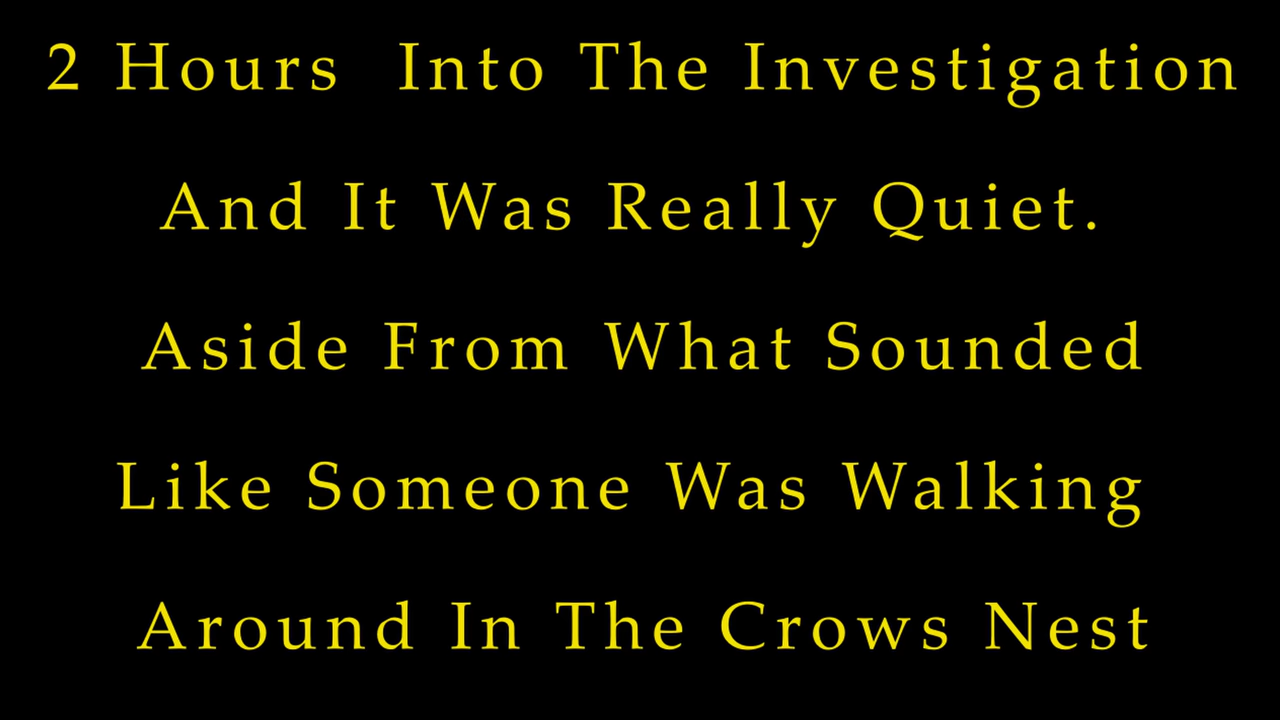 2 Hours  Into The Investigation
And It Was Really Quiet.
Aside From What Sounded
Like Someone Was Walking
Around In The Crows Nest